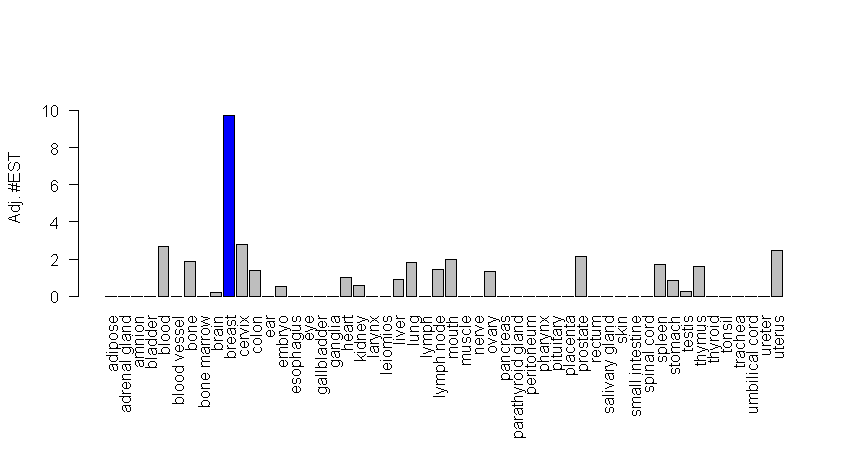 Adj. #EST
10
8
6
4
2
0
adipose
adrenal gland
amnion
bladder
blood
blood vessel
bone
bone marrow
brain
breast
cervix
colon
ear
embryo
esophagus
eye
gallbladder
ganglia
heart
kidney
larynx
leiomios
liver
lung
lymph
lymph node
mouth
muscle
nerve
ovary
pancreas
parathyroid gland
peritoneum
pharynx
pituitary
placenta
prostate
rectum
salivary gland
skin
small intestine
spinal cord
spleen
stomach
testis
thymus
thyroid
tonsil
trachea
umbilical cord
ureter
uterus